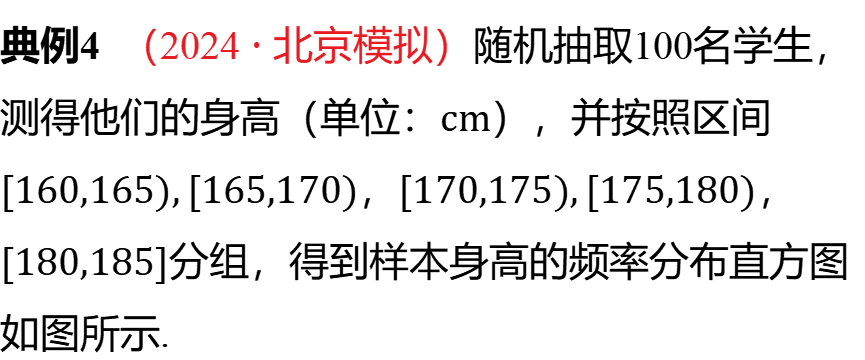 典例4 （2024·北京模拟）随机抽取100名学生，
测得他们的身高（单位：cm），并按照区间
[160,165),[165,170)，[170,175),[175,180)，
[180,185]分组，得到样本身高的频率分布直方图
如图所示.